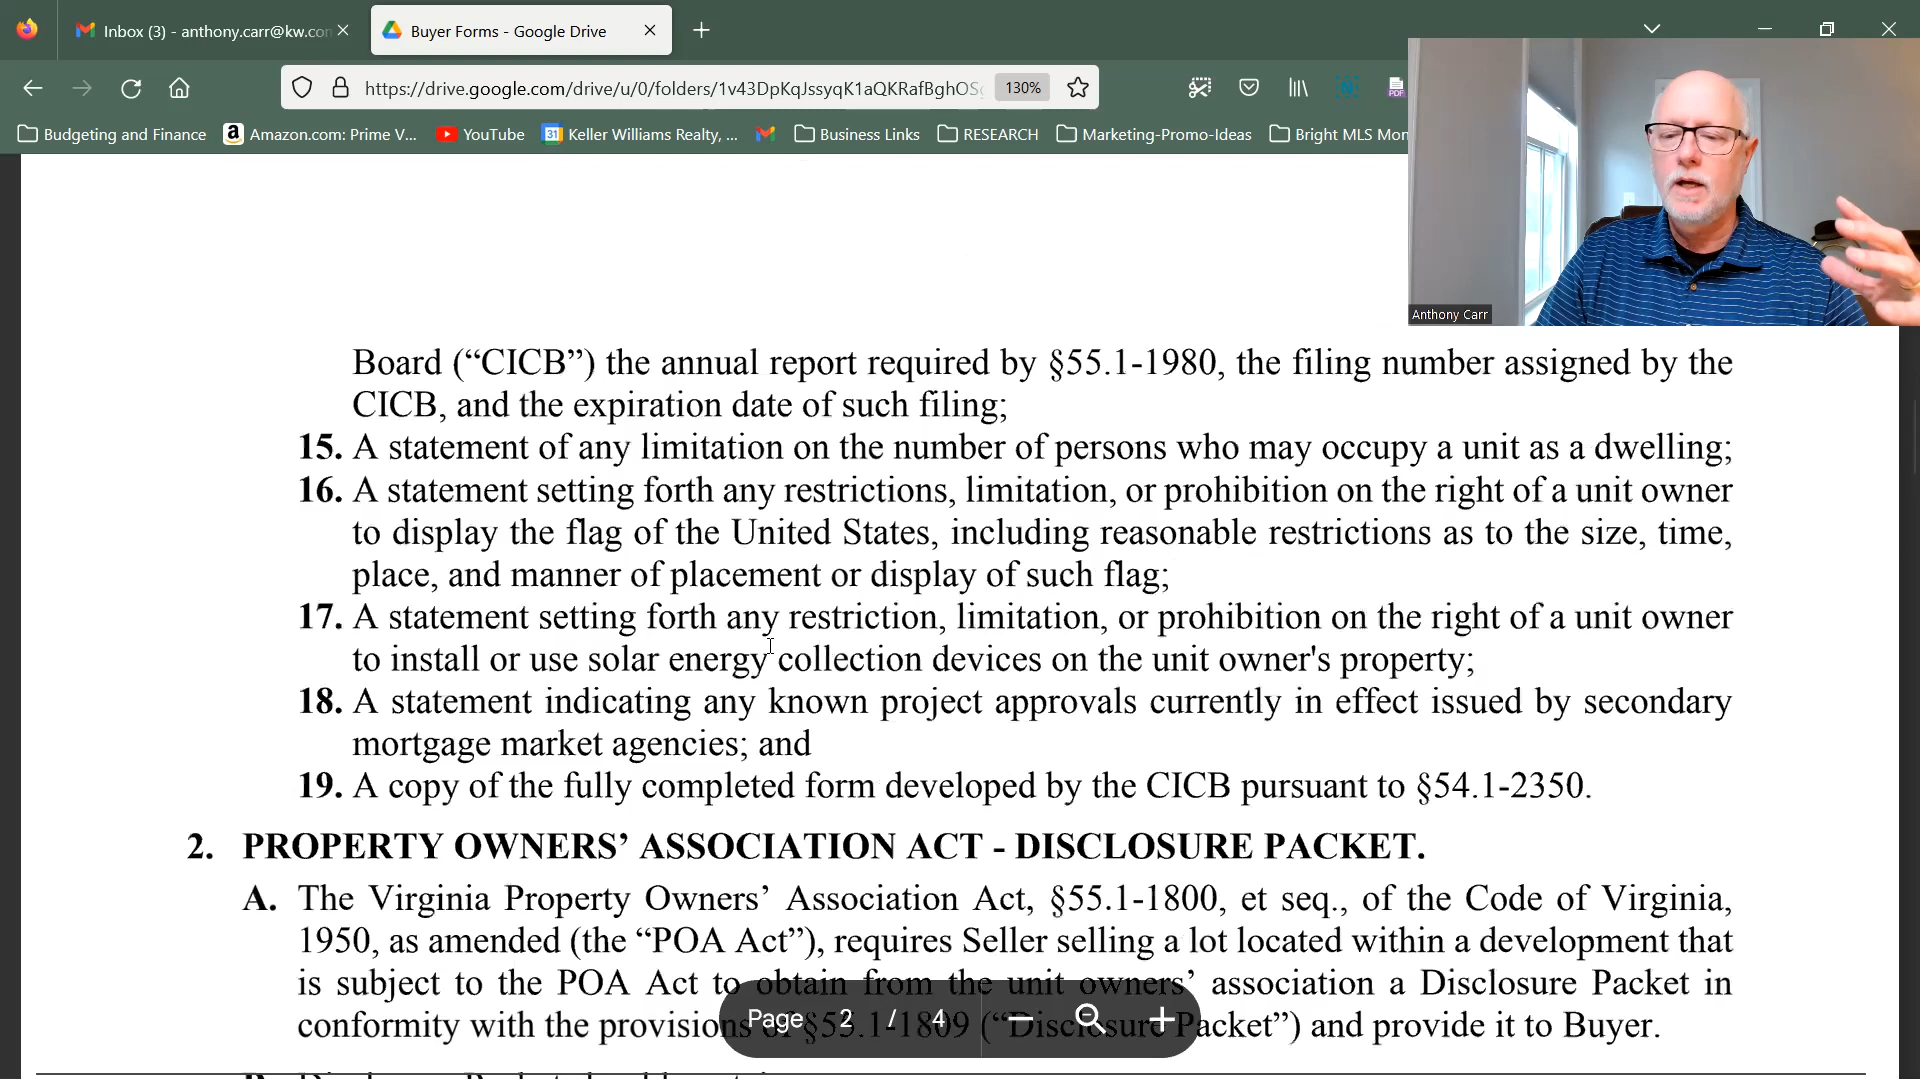 Inbox (3) - anthony.carr@kw.con
Buyer Forms - Google Drive
https://drive.google.com/drive/u/0/folders/1v43DpKqJssyqK1aQKRafBghOS
130%
Budgeting and Finance
a Amazon.com: Prime V...
YouTube
31 Keller Williams Realty, ...
Business Links
RESEARCH
Marketing-Promo-Ideas
Bright MLS Mon
PDF
Anthony Carr
Board (“CICB”) the annual report required by §55.1-1980, the filing number assigned by the
CICB, and the expiration date of such filing;
15. A statement of any limitation on the number of persons who may occupy a unit as a dwelling;
16. A statement setting forth any restrictions, limitation, or prohibition on the right of a unit owner
to display the flag of the United States, including reasonable restrictions as to the size, time,
place, and manner of placement or display of such flag;
17. A statement setting forth any restriction, limitation, or prohibition on the right of a unit owner
to install or use solar energy collection devices on the unit owner's property;
18. A statement indicating any known project approvals currently in effect issued by secondary
mortgage market agencies; and
19. A copy of the fully completed form developed by the CICB pursuant to §54.1-2350.
2. PROPERTY OWNERS’ ASSOCIATION ACT - DISCLOSURE PACKET.
A. The Virginia Property Owners’ Association Act, §55.1-1800, et seq., of the Code of Virginia,
1950, as amended (the “POA Act”), requires Seller selling a lot located within a development that
is subject to the POA Act to obtain from the unit owners’ association a Disclosure Packet in
conformity with the provisions of §55.1-1809 (“Disclosure Packet”) and provide it to Buyer.
Page 2 / 4